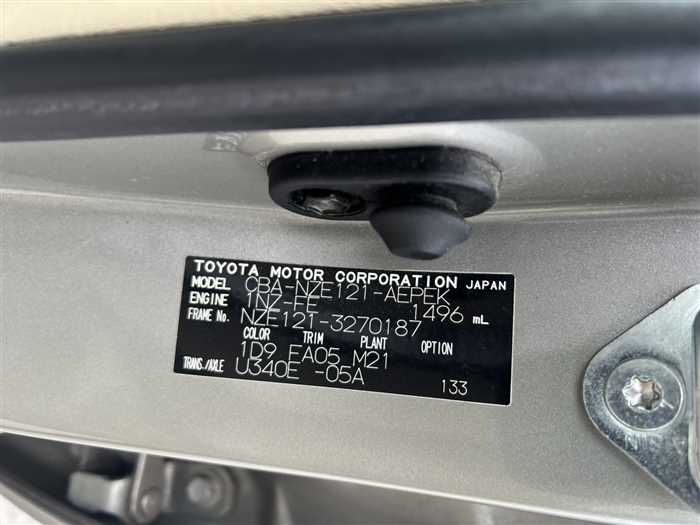 TOYOTA MOTOR CORPORATION JAPAN
MODEL CBA-NZE121-AEPEK
ENGINE 1NZ-FE 1496 mL
FRAME No. NZE121-3270187
COLOR TRIM PLANT OPTION
1D9 EA05 M21
TRANS./AXLE U340E -05A 133